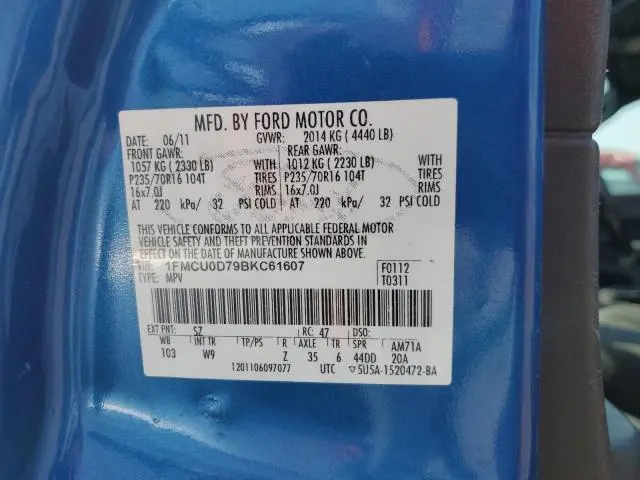 MFD. BY FORD MOTOR CO.
DATE: 06/11 GVWR: 2014 KG ( 4440 LB)
FRONT GAWR: REAR GAWR:
1057 KG ( 2330 LB) WITH 1012 KG ( 2230 LB) WITH
P235/70R16 104T TIRES P235/70R16 104T TIRES
16x7.0J RIMS 16x7.0J RIMS
AT 220 kPa/ 32 PSI COLD AT 220 kPa/ 32 PSI COLD
THIS VEHICLE CONFORMS TO ALL APPLICABLE FEDERAL MOTOR
VEHICLE SAFETY AND THEFT PREVENTION STANDARDS IN
EFFECT ON THE DATE OF MANUFACTURE SHOWN ABOVE.
VIN: 1FMCU0D79BKC61607 F0112
TYPE: MPV T0311
EXT PNT: SZ RC: 47 DSO:
WB INT TR TP/PS R AXLE TR SPR AM71A
103 W9 Z 35 6 44DD 20A
1201106097077 UTC ▽5U5A-1520472-BA